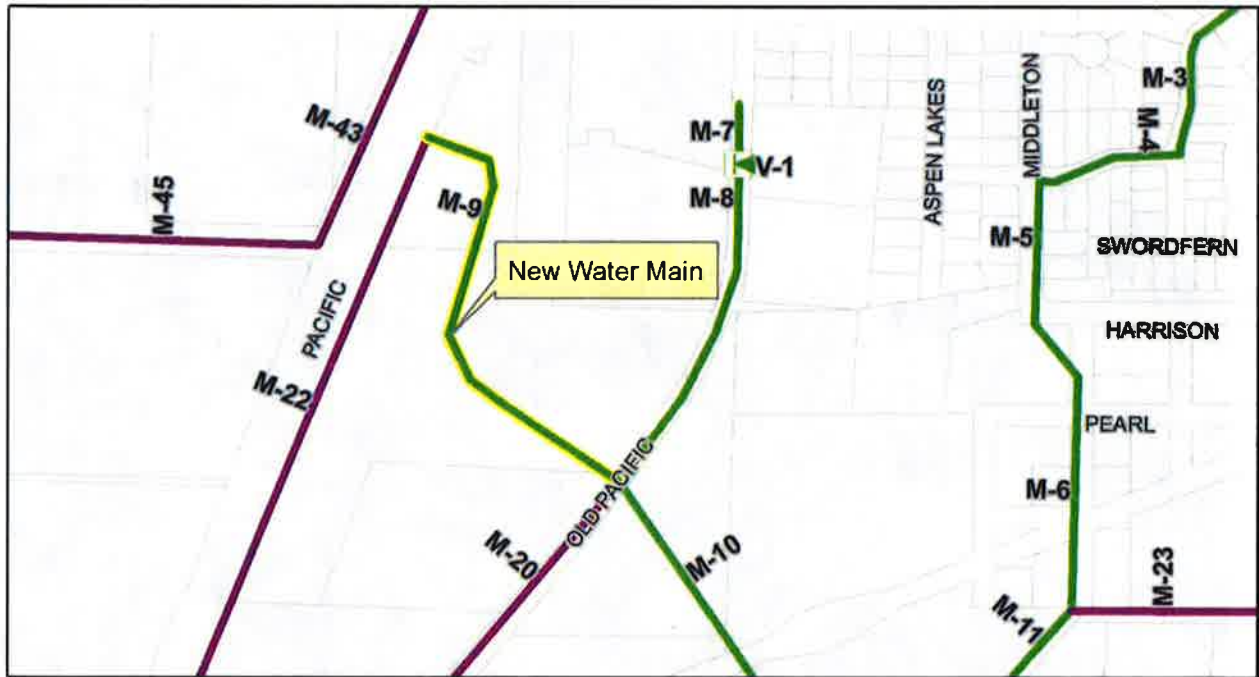 M-3
M-4
M-43
M-7
V-1
MIDDLETON
ASPEN LAKES
M-45
M-9
M-8
M-5
SWORDFERN
New Water Main
PACIFIC
HARRISON
M-22
PEARL
OLD PACIFIC
M-6
M-20
M-10
M-23
M-11